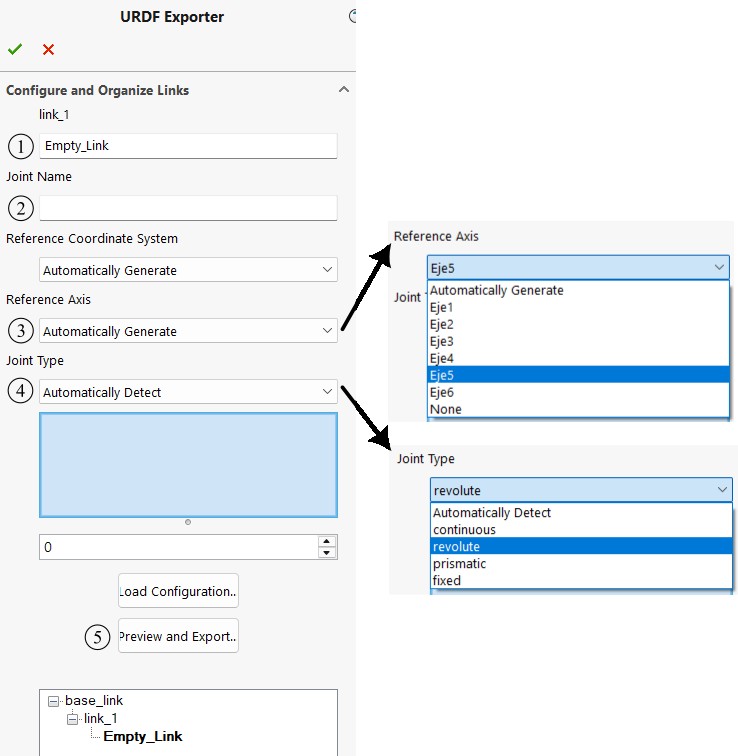 URDF Exporter
Configure and Organize Links
link_1
1 Empty_Link
Joint Name
2
Reference Coordinate System
Automatically Generate
Reference Axis
3 Automatically Generate
Joint Type
4 Automatically Detect
0
Load Configuration..
5 Preview and Export..
base_link
link_1
Empty_Link
Reference Axis
Eje5
Joint
Automatically Generate
Eje1
Eje2
Eje3
Eje4
Eje5
Eje6
None
Joint Type
revolute
Automatically Detect
continuous
revolute
prismatic
fixed